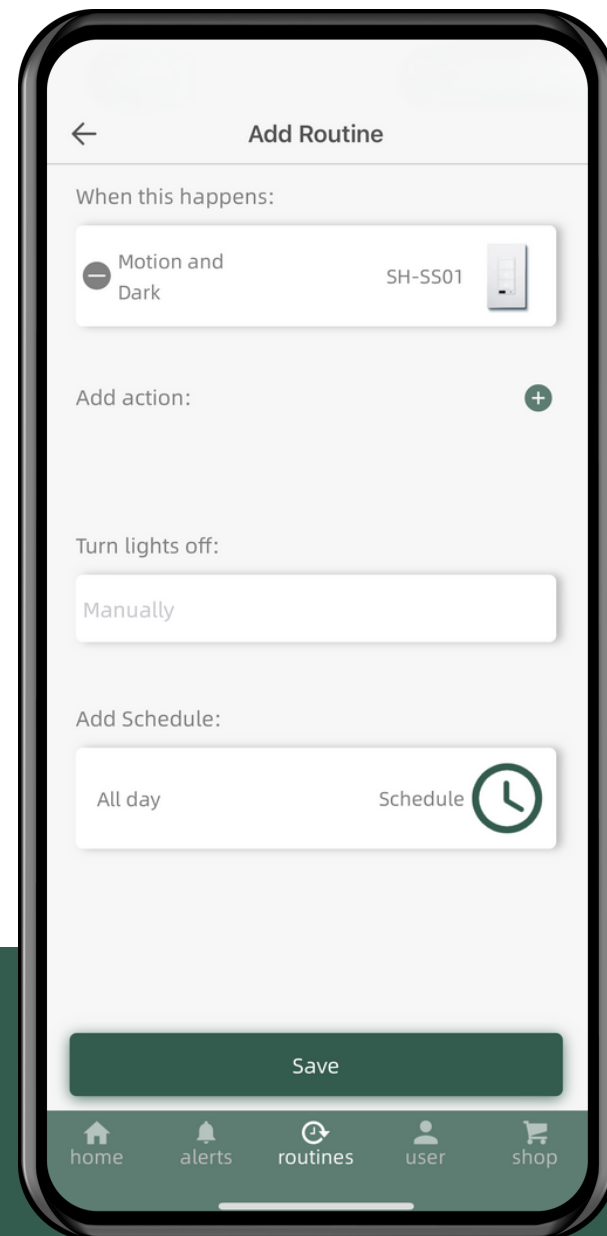 Add Routine
When this happens:
Motion and
Dark
SH-SS01
Add action:
Turn lights off:
Manually
Add Schedule:
All day
Schedule
Save
home
alerts
routines
user
shop